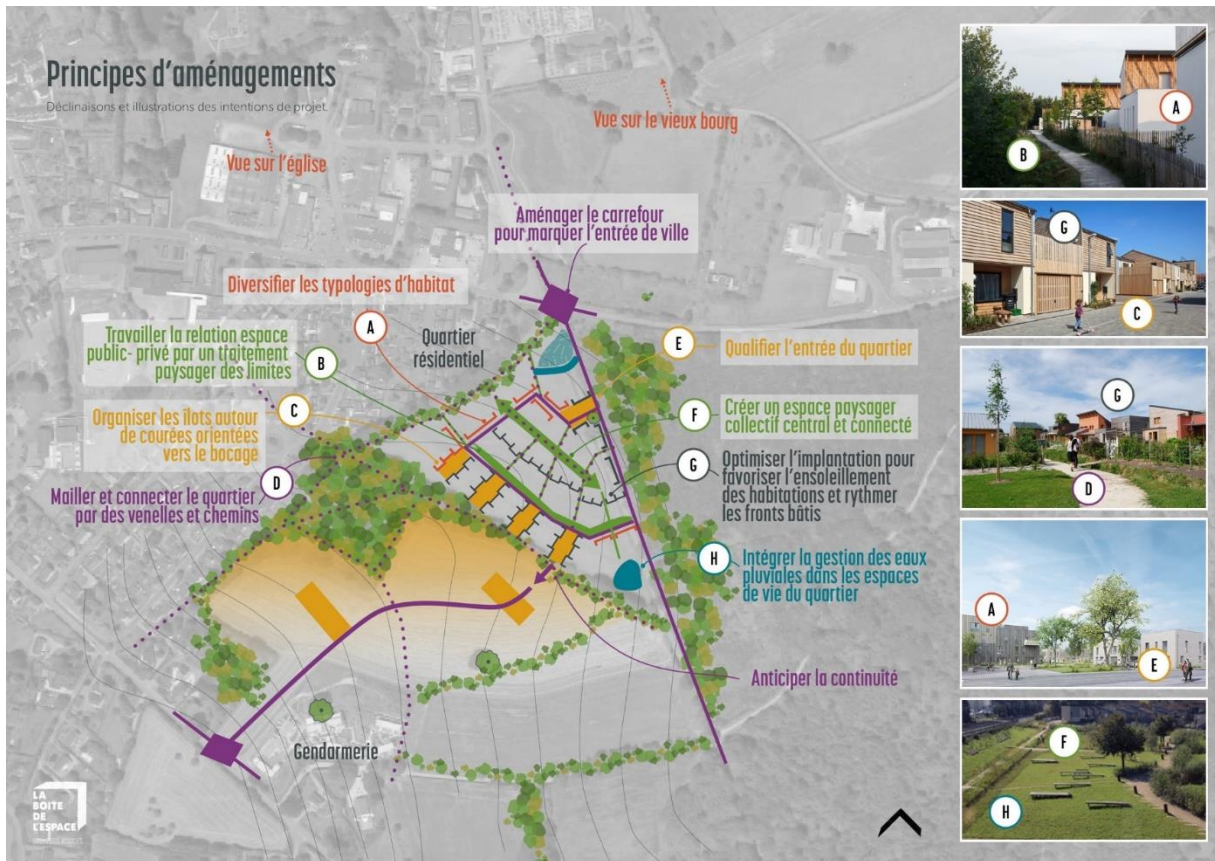 Principes d'aménagements
Déclinaisons et illustrations des intentions de projet.
Vue sur l'église
Vue sur le vieux bourg
Aménager le carrefour
pour marquer l'entrée de ville
Diversifier les typologies d'habitat
A
Quartier
résidentiel
Travailler la relation espace
public- privé par un traitement
paysager des limites
B
Organiser les îlots autour
de courées orientées
vers le bocage
C
Mailler et connecter le quartier
par des venelles et chemins
D
E
Qualifier l'entrée du quartier
F
Créer un espace paysager
collectif central et connecté
G
Optimiser l'implantation pour
favoriser l'ensoleillement
des habitations et rythmer
les fronts bâtis
H
Intégrer la gestion des eaux
pluviales dans les espaces
de vie du quartier
Anticiper la continuité
Gendarmerie
LA
BOITE
DE
L'ESPACE
A
B
G
C
G
D
A
E
F
H